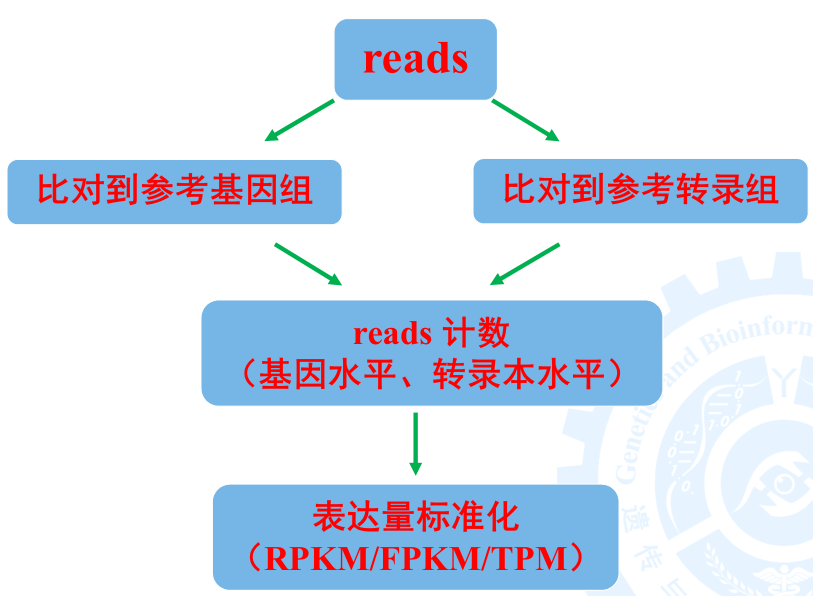 reads
比对到参考基因组
比对到参考转录组
reads 计数
（基因水平、转录本水平）
表达量标准化
（RPKM/FPKM/TPM）
and Bioinform
Genetic
遗传与